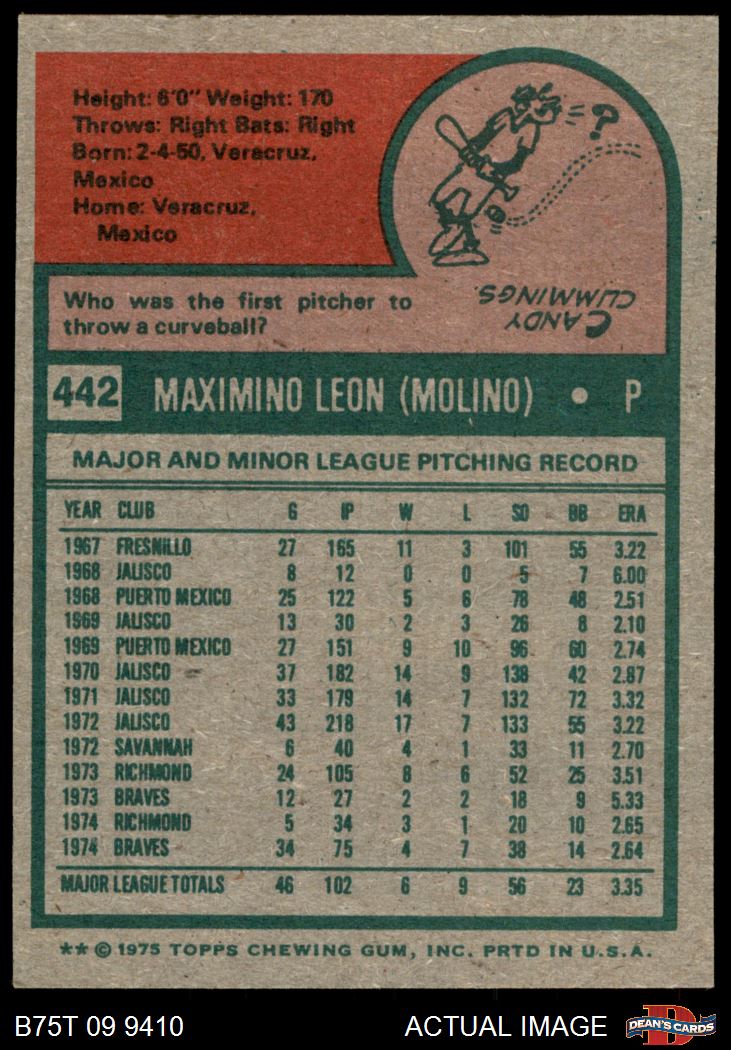 Height: 6'0" Weight: 170
Throws: Right Bats: Right
Born: 2-4-50, Veracruz,
Mexico
Home: Veracruz,
Mexico
?
Who was the first pitcher to
throw a curveball?
CANDY
CUMMINGS
442 MAXIMINO LEON (MOLINO) • P
MAJOR AND MINOR LEAGUE PITCHING RECORD
YEAR CLUB G IP W L SO BB ERA
1967 FRESNILLO 27 165 11 3 101 55 3.22
1968 JALISCO 8 12 0 0 5 7 6.00
1968 PUERTO MEXICO 25 122 5 6 78 48 2.51
1969 JALISCO 13 30 2 3 26 8 2.10
1969 PUERTO MEXICO 27 151 9 10 96 60 2.74
1970 JALISCO 37 182 14 9 138 42 2.87
1971 JALISCO 33 179 14 7 132 72 3.32
1972 JALISCO 43 218 17 7 133 55 3.22
1972 SAVANNAH 6 40 4 1 33 11 2.70
1973 RICHMOND 24 105 8 6 52 25 3.51
1973 BRAVES 12 27 2 2 18 9 5.33
1974 RICHMOND 5 34 3 1 20 10 2.65
1974 BRAVES 34 75 4 7 38 14 2.64
MAJOR LEAGUE TOTALS 46 102 6 9 56 23 3.35
** © 1975 TOPPS CHEWING GUM, INC. PRTD IN U.S.A.
B75T 09 9410 ACTUAL IMAGE D DEAN'S CARDS